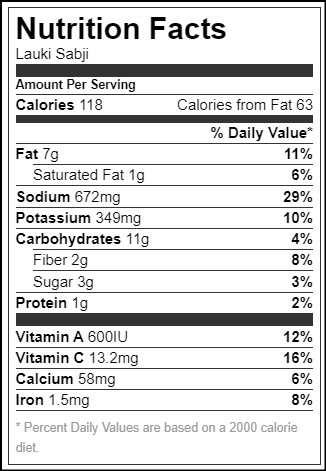 Nutrition Facts
Lauki Sabji
Amount Per Serving
Calories 118 Calories from Fat 63
% Daily Value*
Fat 7g 11%
Saturated Fat 1g 6%
Sodium 672mg 29%
Potassium 349mg 10%
Carbohydrates 11g 4%
Fiber 2g 8%
Sugar 3g 3%
Protein 1g 2%
Vitamin A 600IU 12%
Vitamin C 13.2mg 16%
Calcium 58mg 6%
Iron 1.5mg 8%
* Percent Daily Values are based on a 2000 calorie
diet.